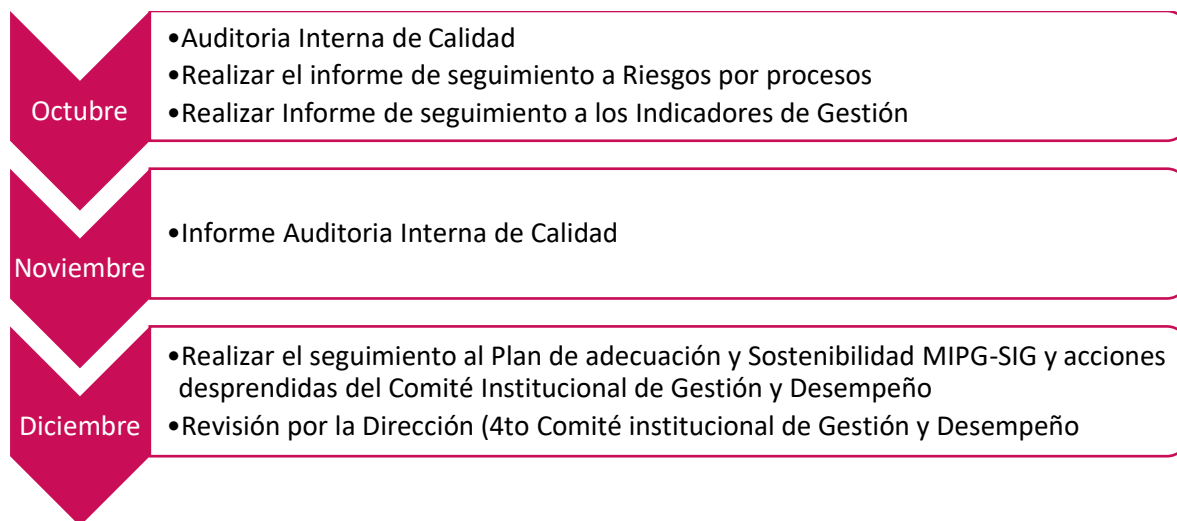 Octubre
•Auditoria Interna de Calidad
•Realizar el informe de seguimiento a Riesgos por procesos
•Realizar Informe de seguimiento a los Indicadores de Gestión
Noviembre
•Informe Auditoria Interna de Calidad
Diciembre
•Realizar el seguimiento al Plan de adecuación y Sostenibilidad MIPG-SIG y acciones
desprendidas del Comité Institucional de Gestión y Desempeño
•Revisión por la Dirección (4to Comité institucional de Gestión y Desempeño